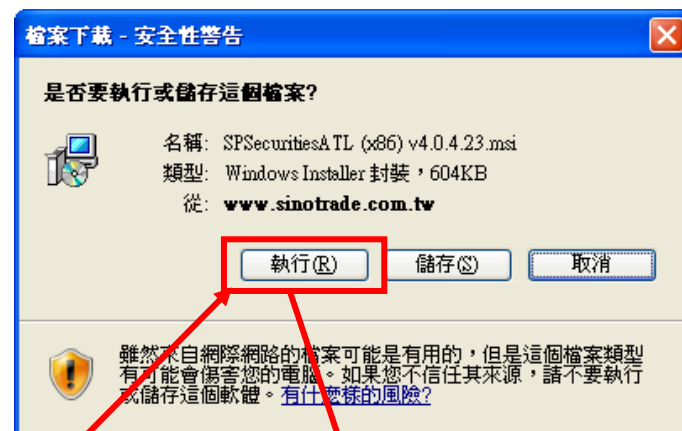 檔案下載 - 安全性警告
是否要執行或儲存這個檔案?
名稱: SPSecuritiesATL (x86) v4.0.4.23.msi
類型: Windows Installer 封裝，604KB
從: www.sinotrade.com.tw
執行(R) 儲存(S) 取消
雖然來自網際網路的檔案可能是有用的，但是這個檔案類型
有可能會傷害您的電腦。如果您不信任其來源，請不要執行
或儲存這個軟體。有什麼樣的風險?